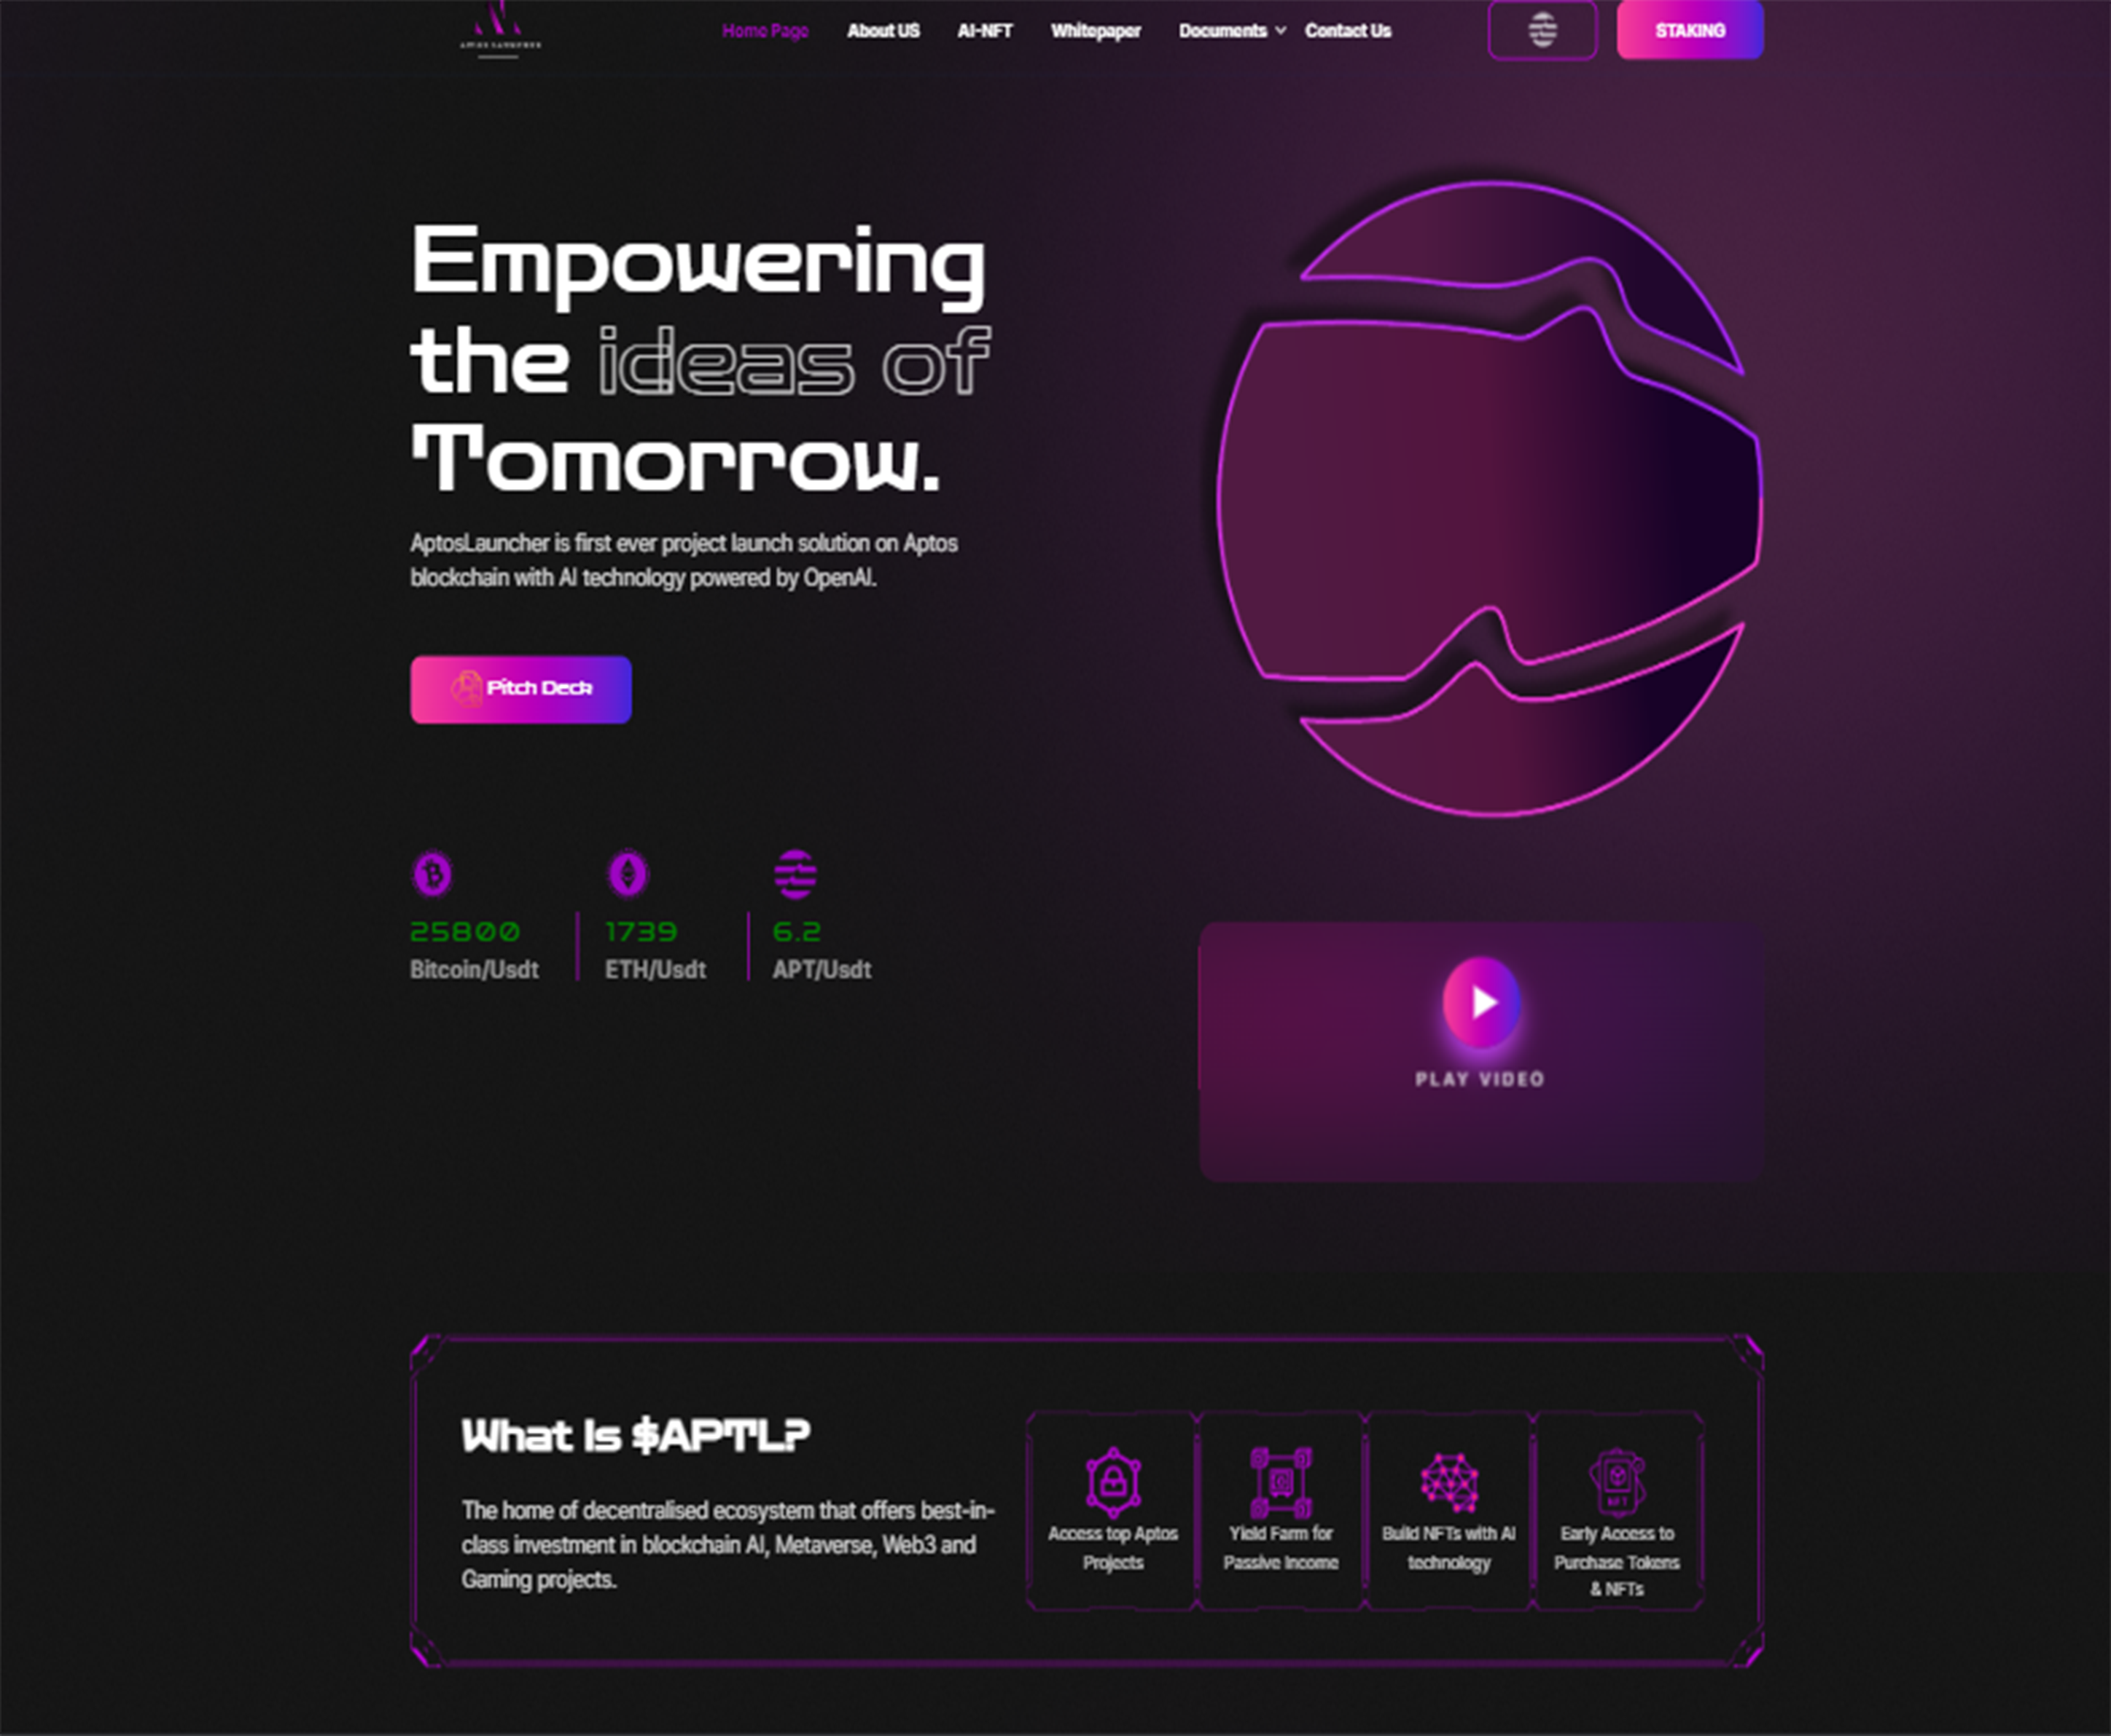 APTOS LAUNCHER
Home Page About US AI-NFT Whitepaper Documents Contact Us STAKING
Empowering
the ideas of
Tomorrow.
AptosLauncher is first ever project launch solution on Aptos
blockchain with AI technology powered by OpenAI.
Pitch Deck
25800 1739 6.2
Bitcoin/Usdt ETH/Usdt APT/Usdt
PLAY VIDEO
What Is $APTL?
The home of decentralised ecosystem that offers best-in-
class investment in blockchain AI, Metaverse, Web3 and
Gaming projects.
NFT
Access top Aptos
Projects
Yield Farm for
Passive Income
Build NFTs with AI
technology
Early Access to
Purchase Tokens
& NFTs